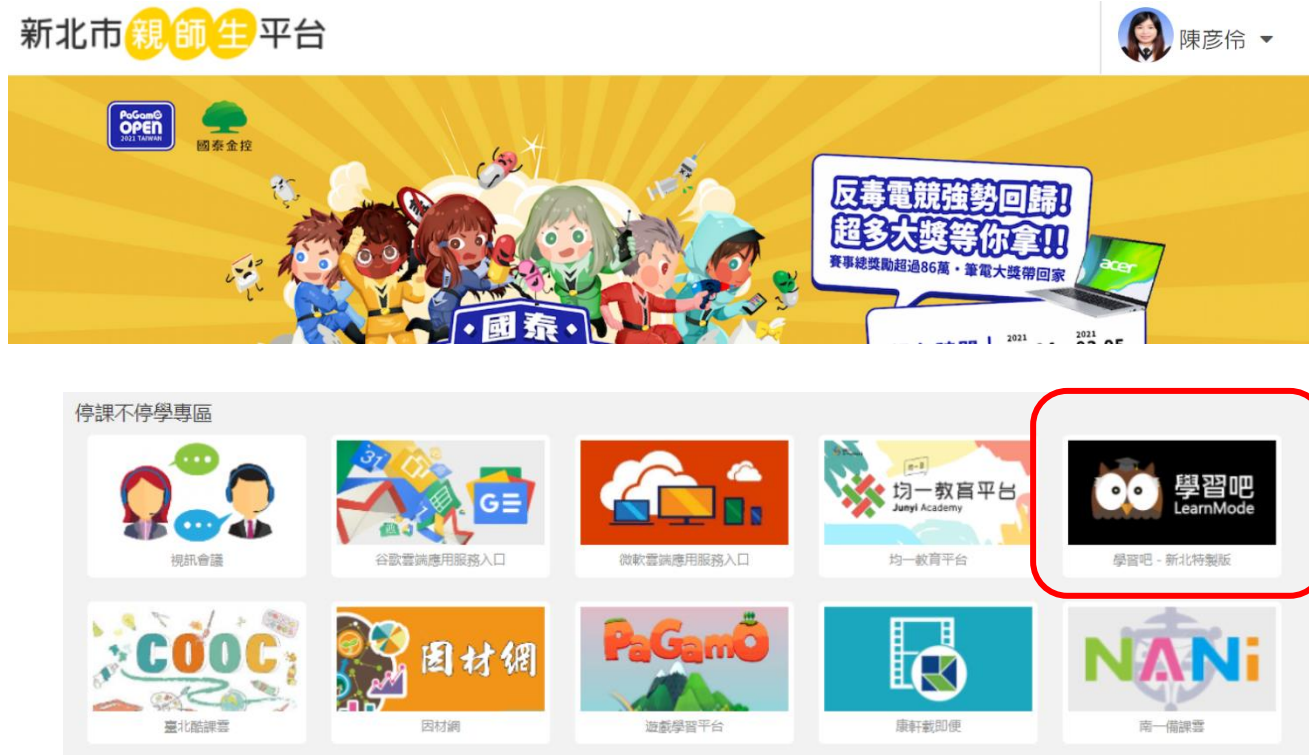 新北市親師生平台
陳彥伶
PaGamO
OPEN
2021 TAIWAN
國泰金控
反毒電競強勢回歸!
超多大獎等你拿!!
賽事總獎勵超過86萬・筆電大獎帶回家
acer
・國泰・
2021
2021
停課不停學專區
31
G
均一教育平台
Junyi Academy
學習吧
LearnMode
視訊會議
谷歌雲端應用服務入口
微軟雲端應用服務入口
均一教育平台
學習吧 - 新北特製版
COOC
因材網
PaGamO
K
NANi
臺北酷課雲
因材網
遊戲學習平台
康軒載即便
南一備課雲